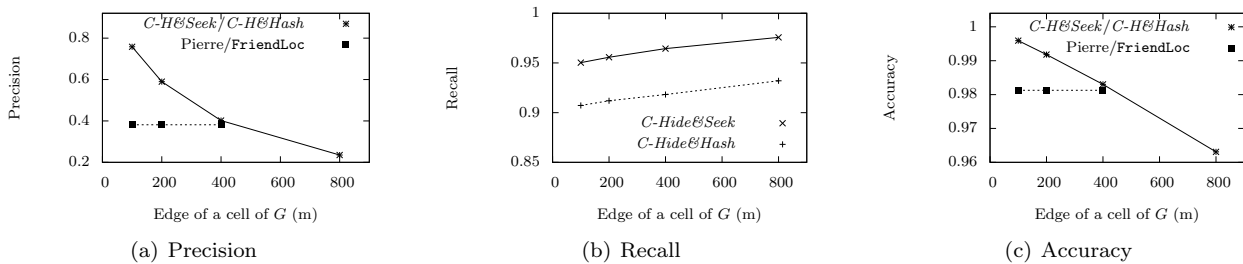 C-H&Seek/C-H&Hash
Pierre/FriendLoc
Precision
0.8
0.6
0.4
0.2
0 200 400 600 800
Edge of a cell of G (m)
(a) Precision
1
0.95
0.9
0.85
Recall
C-Hide&Seek
C-Hide&Hash
0 200 400 600 800
Edge of a cell of G (m)
(b) Recall
C-H&Seek/C-H&Hash
Pierre/FriendLoc
Accuracy
1
0.99
0.98
0.97
0.96
0 200 400 600 800
Edge of a cell of G (m)
(c) Accuracy